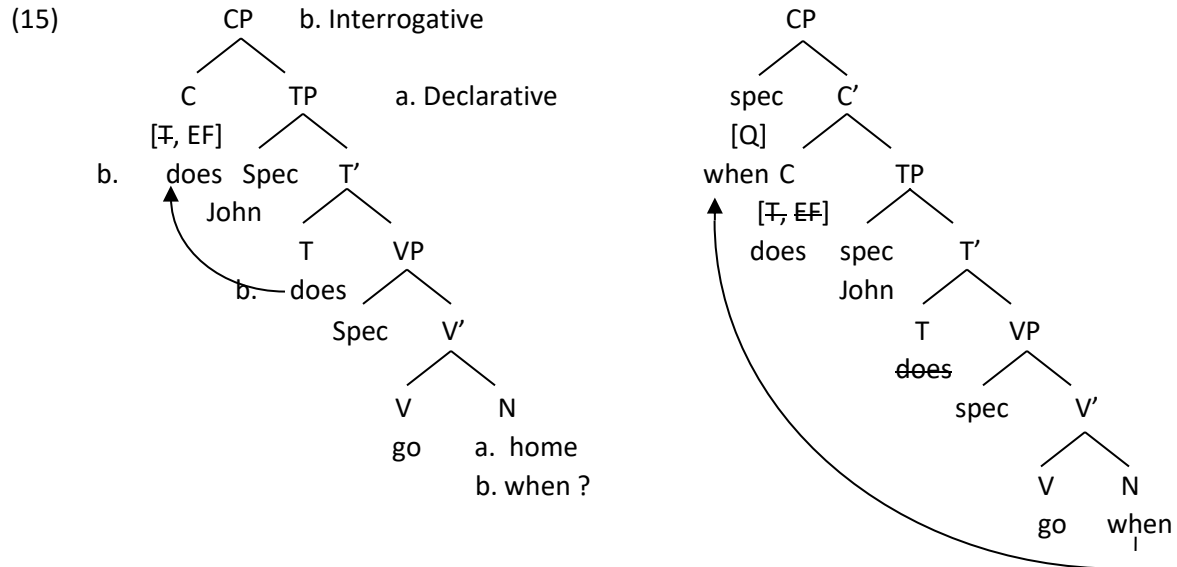 (15) CP b. Interrogative CP
C TP a. Declarative spec C’
[T, EF] [Q]
b. does Spec T’ when C TP
John [T, EF]
does spec T’
T VP John
b. does
Spec V’ T VP
does
V N spec V’
go a. home
b. when ? V N
go when